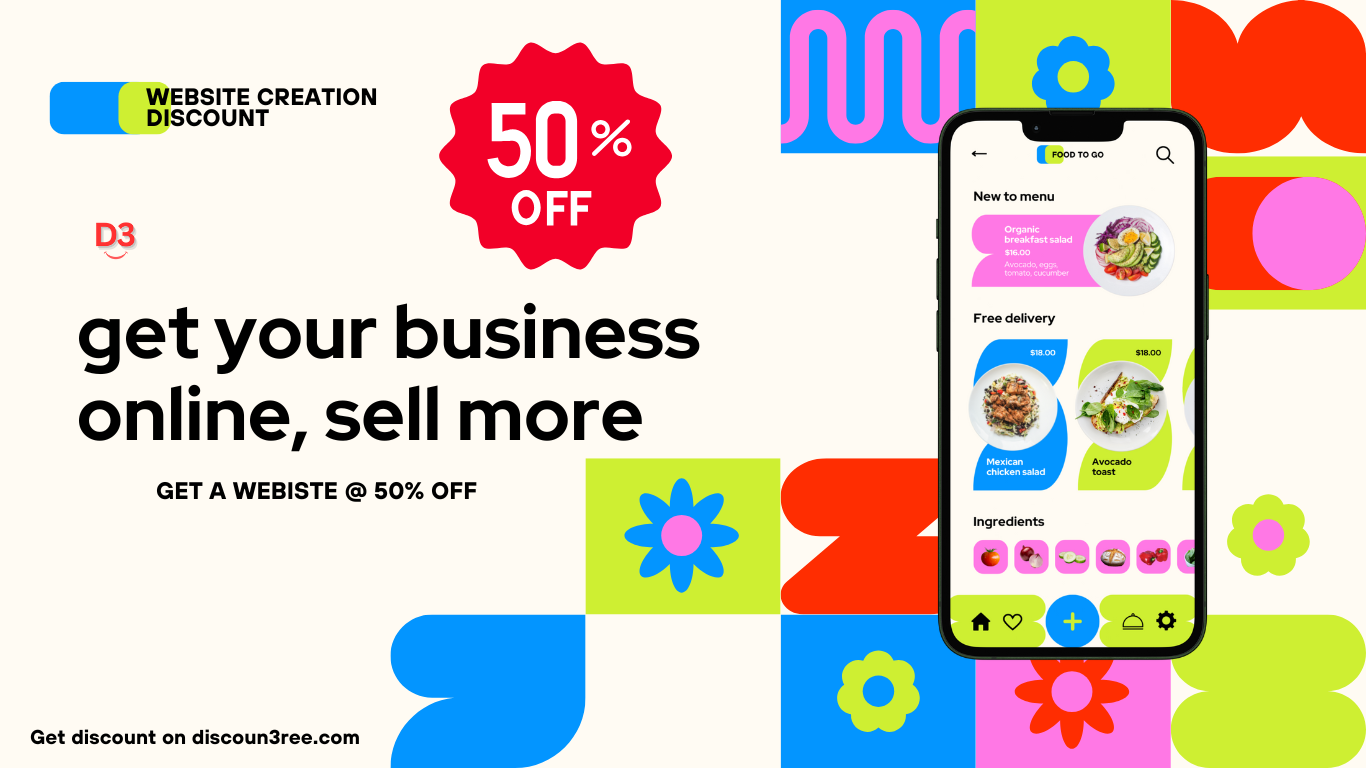 WEBSITE CREATION
DISCOUNT
50%
OFF
D3
get your business
online, sell more
GET A WEBISTE @ 50% OFF
Get discount on discoun3ree.com
FOOD TO GO
New to menu
Organic
breakfast salad
$16.00
Avocado, eggs,
tomato, cucumber
Free delivery
$18.00
Mexican
chicken salad
$18.00
Avocado
toast
Ingredients